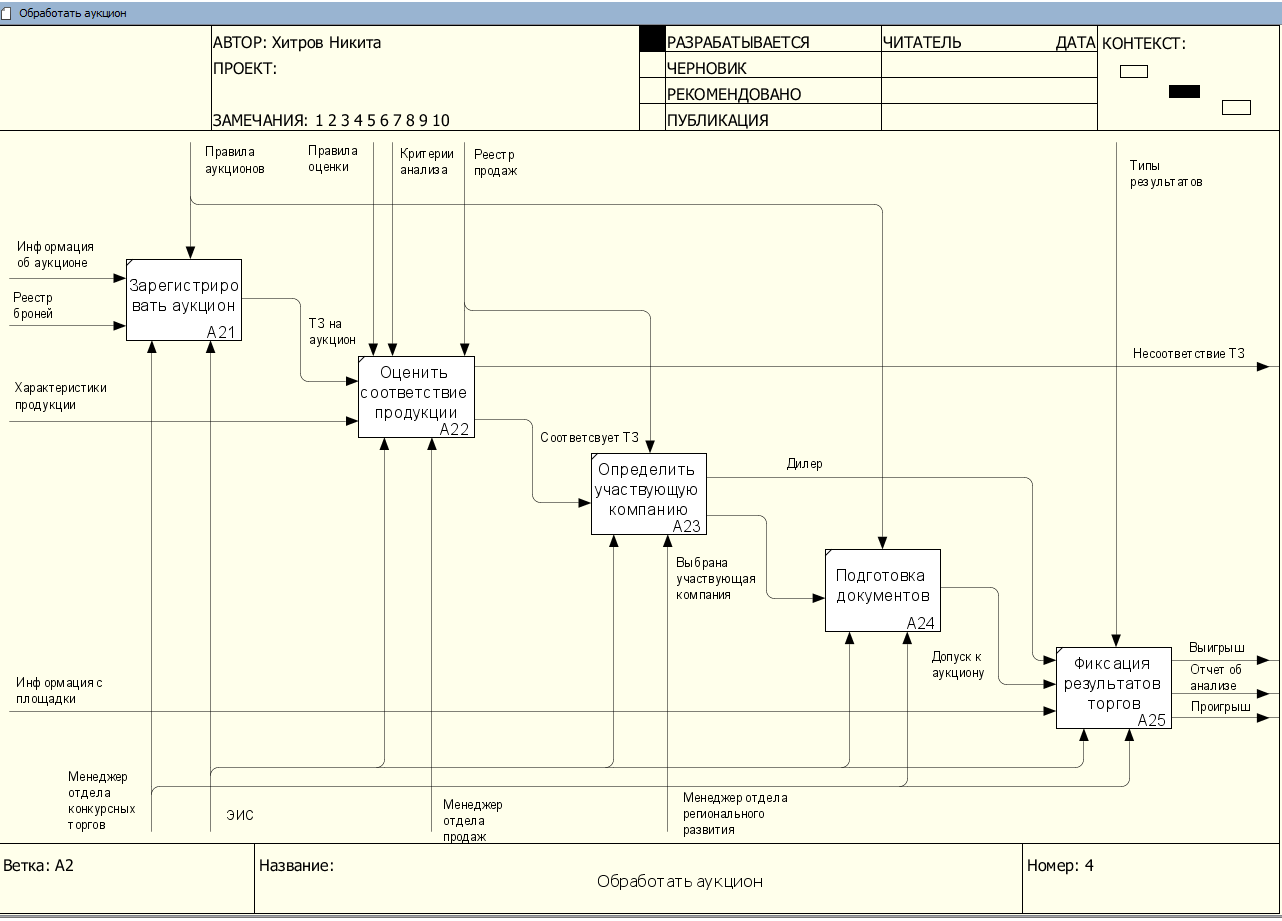 Обработать аукцион
АВТОР: Хитров Никита
ПРОЕКТ:
ЗАМЕЧАНИЯ: 1 2 3 4 5 6 7 8 9 10
РАЗРАБАТЫВАЕТСЯ
ЧЕРНОВИК
РЕКОМЕНДОВАНО
ПУБЛИКАЦИЯ
ЧИТАТЕЛЬ
ДАТА
КОНТЕКСТ:
Правила
аукционов
Правила
оценки
Критерии
анализа
Реестр
продаж
Типы
результатов
Информация
об аукционе
Реестр
броней
Зарегистриро
вать аукцион
A21
ТЗ на
аукцион
Характеристики
продукции
Оценить
соответствие
продукции
A22
Несоответствие ТЗ
Соответсвует ТЗ
Определить
участвующую
компанию
A23
Дилер
Выбрана
участвующая
компания
Подготовка
документов
A24
Допуск к
аукциону
Информация с
площадки
Фиксация
результатов
торгов
A25
Выигрыш
Отчет об
анализе
Проигрыш
Менеджер
отдела
конкурсных
торгов
ЭИС
Менеджер
отдела
продаж
Менеджер отдела
регионального
развития
Ветка: A2
Название:
Обработать аукцион
Номер: 4